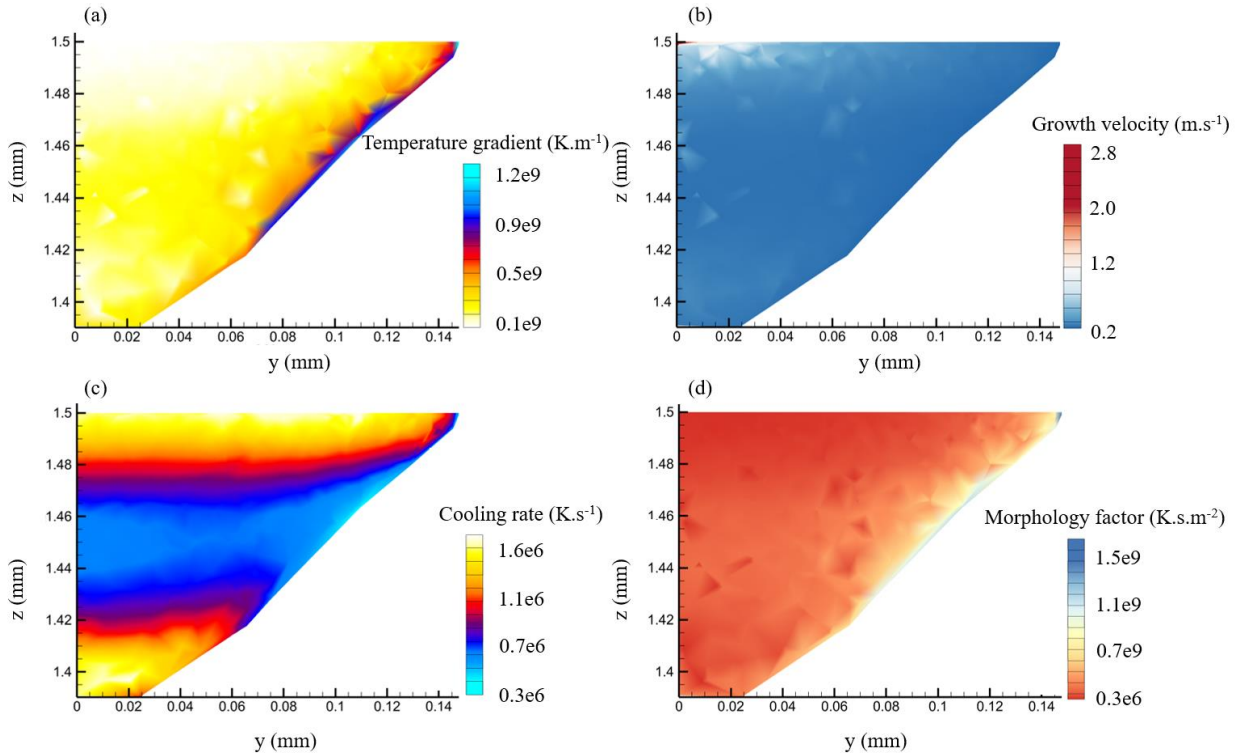 (a)
1.5
1.48
1.46
1.44
1.42
1.4
z (mm)
0 0.02 0.04 0.06 0.08 0.1 0.12 0.14
y (mm)
Temperature gradient (K.m⁻¹)
1.2e9
0.9e9
0.5e9
0.1e9
(b)
1.5
1.48
1.46
1.44
1.42
1.4
z (mm)
0 0.02 0.04 0.06 0.08 0.1 0.12 0.14
y (mm)
Growth velocity (m.s⁻¹)
2.8
2.0
1.2
0.2
(c)
1.5
1.48
1.46
1.44
1.42
1.4
z (mm)
0 0.02 0.04 0.06 0.08 0.1 0.12 0.14
y (mm)
Cooling rate (K.s⁻¹)
1.6e6
1.1e6
0.7e6
0.3e6
(d)
1.5
1.48
1.46
1.44
1.42
1.4
z (mm)
0 0.02 0.04 0.06 0.08 0.1 0.12 0.14
y (mm)
Morphology factor (K.s.m⁻²)
1.5e9
1.1e9
0.7e9
0.3e6